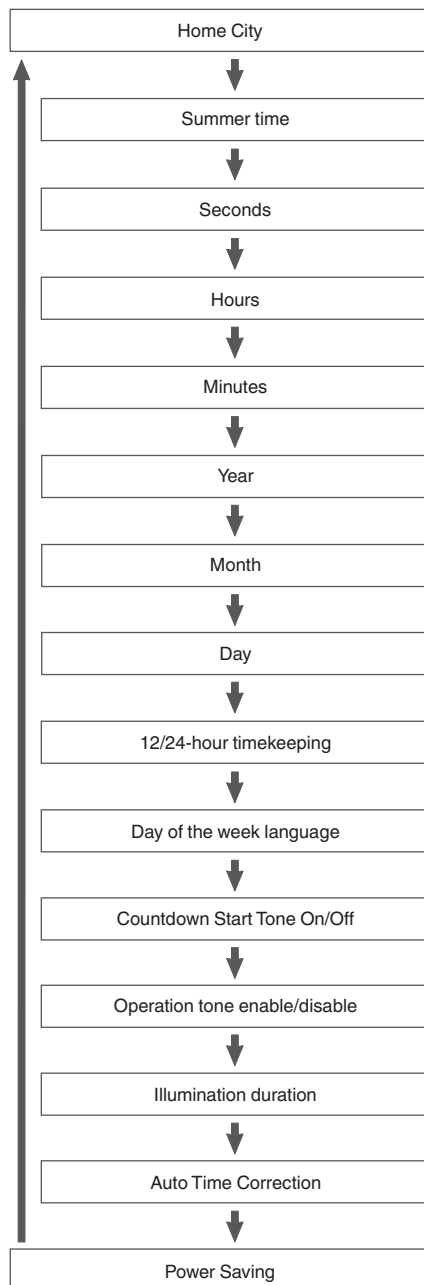 Home City
Summer time
Seconds
Hours
Minutes
Year
Month
Day
12/24-hour timekeeping
Day of the week language
Countdown Start Tone On/Off
Operation tone enable/disable
Illumination duration
Auto Time Correction
Power Saving